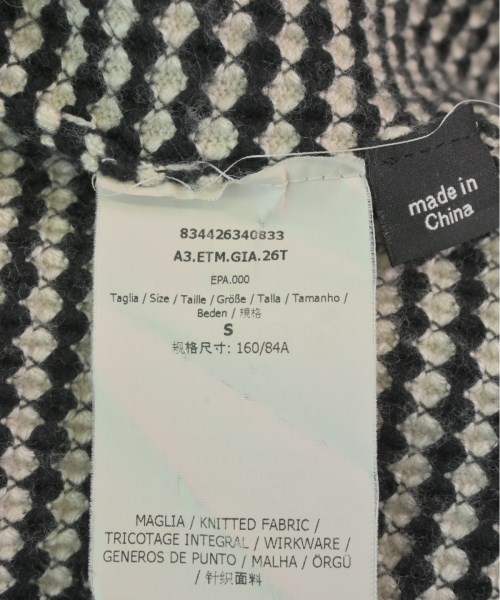 834426340833
A3.ETM.GIA.26T
EPA.000
Taglia / Size / Taille / Größe / Talla / Tamanho /
Beden / 规格
S
规格尺寸: 160/84A
MAGLIA / KNITTED FABRIC /
TRICOTAGE INTEGRAL / WIRKWARE /
GENEROS DE PUNTO / MALHA / ÖRGÜ
/ 针织面料
made in
China